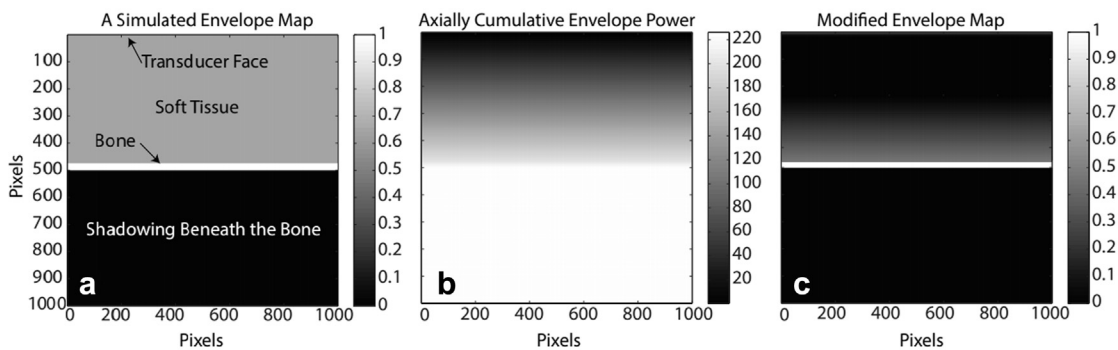 A Simulated Envelope Map
Transducer Face
Soft Tissue
Bone
Shadowing Beneath the Bone
a
Pixels
100
200
300
400
500
600
700
800
900
1000
0 200 400 600 800 1000
Pixels
1
0.9
0.8
0.7
0.6
0.5
0.4
0.3
0.2
0.1
0
Axially Cumulative Envelope Power
b
0 200 400 600 800 1000
Pixels
220
200
180
160
140
120
100
80
60
40
20
Modified Envelope Map
c
0 200 400 600 800 1000
Pixels
1
0.9
0.8
0.7
0.6
0.5
0.4
0.3
0.2
0.1
0